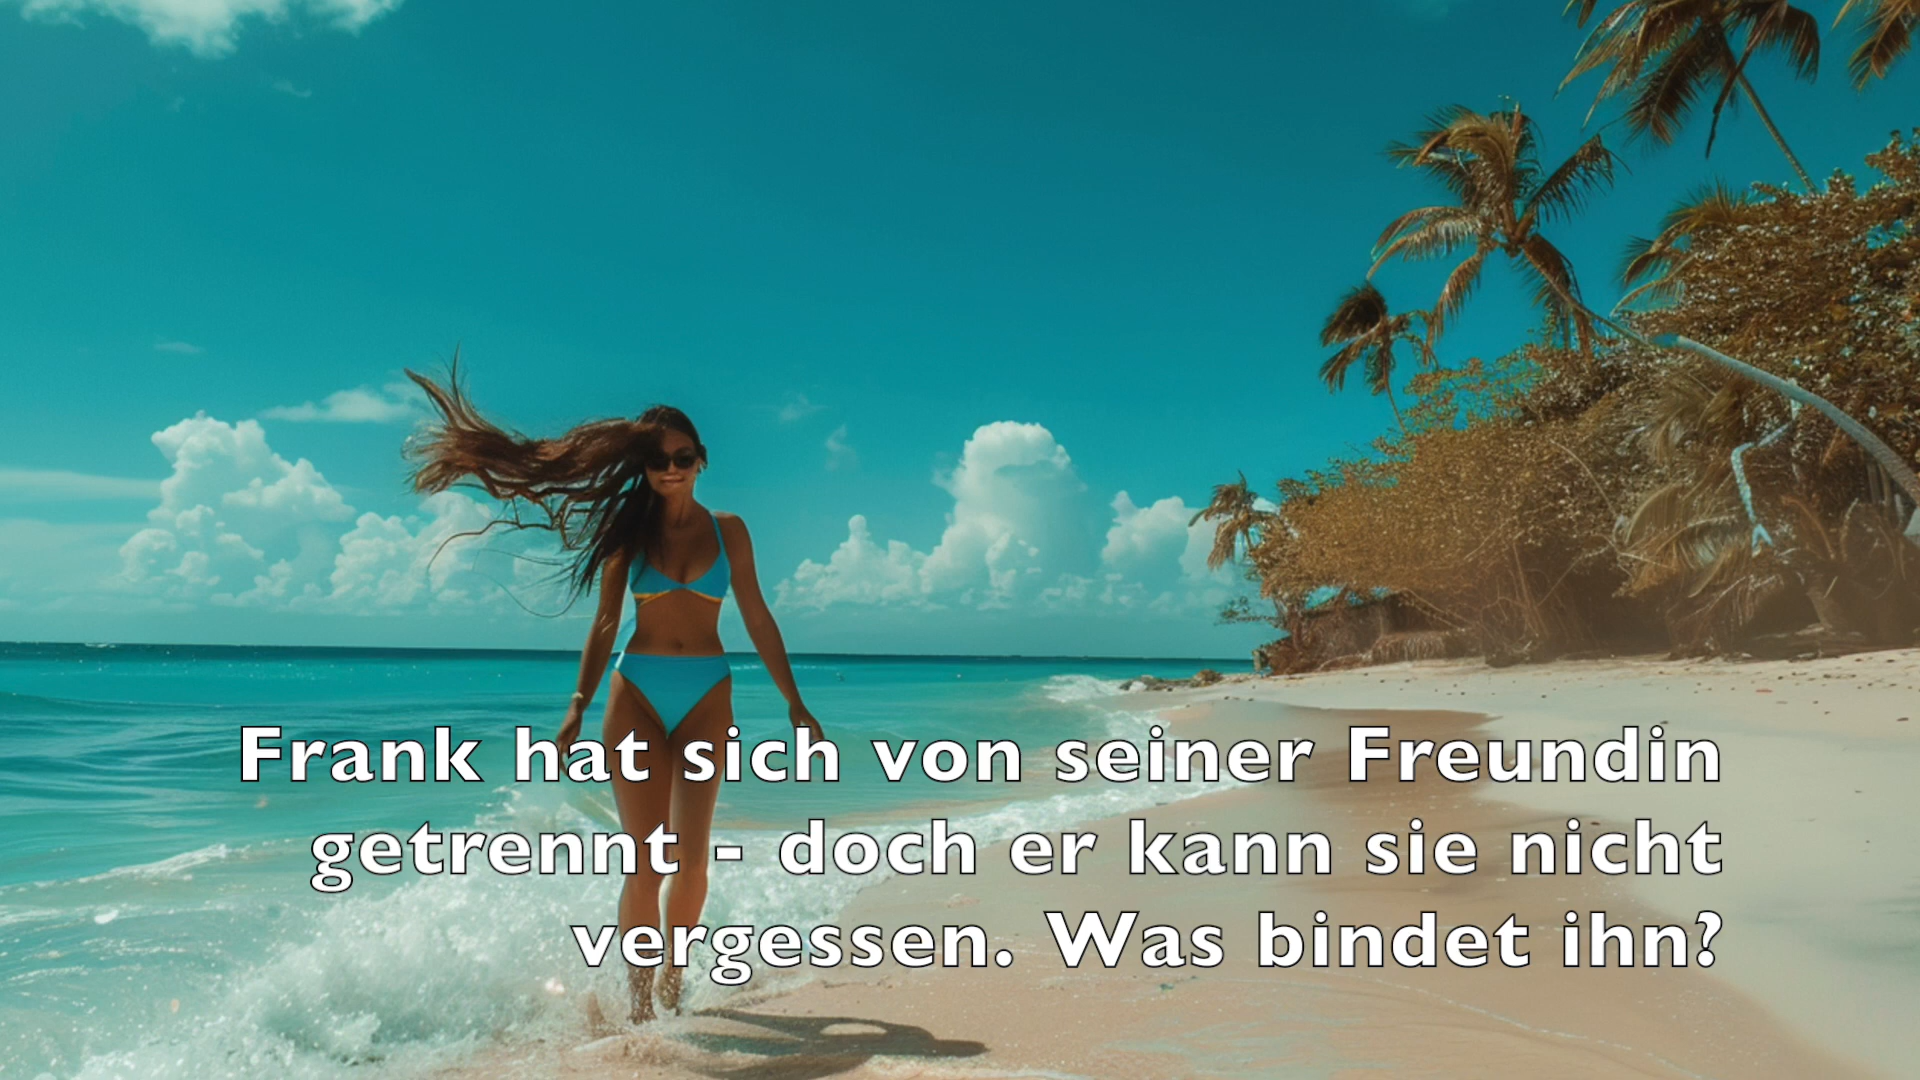 Frank hat sich von seiner Freundin
getrennt - doch er kann sie nicht
vergessen. Was bindet ihn?